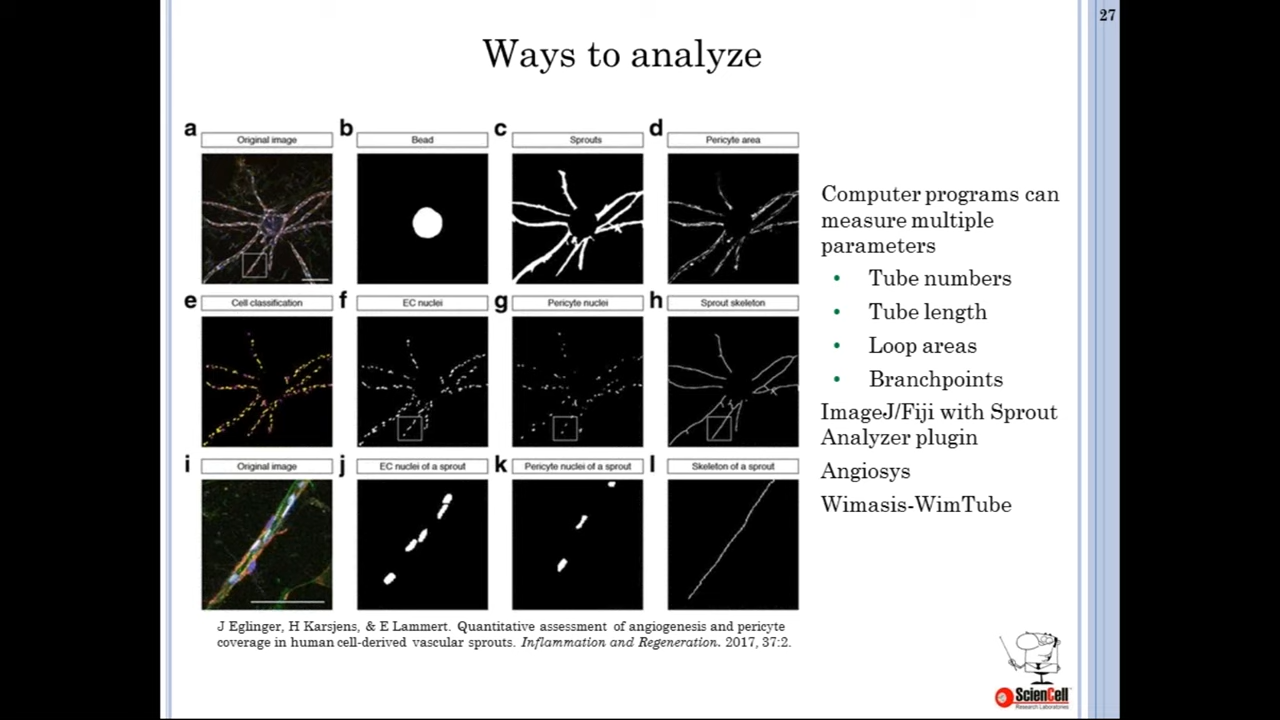 27
Ways to analyze
a Original image
b Bead
c Sprouts
d Pericyte area
e Cell classification
f EC nuclei
g Pericyte nuclei
h Sprout skeleton
i Original image
j EC nuclei of a sprout
k Pericyte nuclei of a sprout
l Skeleton of a sprout
J Eglinger, H Karsjens, & E Lammert. Quantitative assessment of angiogenesis and pericyte
coverage in human cell-derived vascular sprouts. Inflammation and Regeneration. 2017, 37:2.
Computer programs can
measure multiple
parameters
• Tube numbers
• Tube length
• Loop areas
• Branchpoints
ImageJ/Fiji with Sprout
Analyzer plugin
Angiosys
Wimasis-WimTube
ScienCell
Research Laboratories